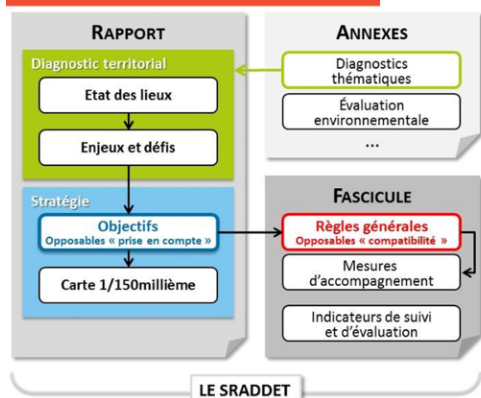 RAPPORT
Diagnostic territorial
Etat des lieux
Enjeux et défis
Stratégie
Objectifs
Opposables « prise en compte »
Carte 1/150millième
ANNEXES
Diagnostics
thématiques
Évaluation
environnementale
...
FASCICULE
Règles générales
Opposables « compatibilité »
Mesures
d'accompagnement
Indicateurs de suivi
et d'évaluation
LE SRADDET